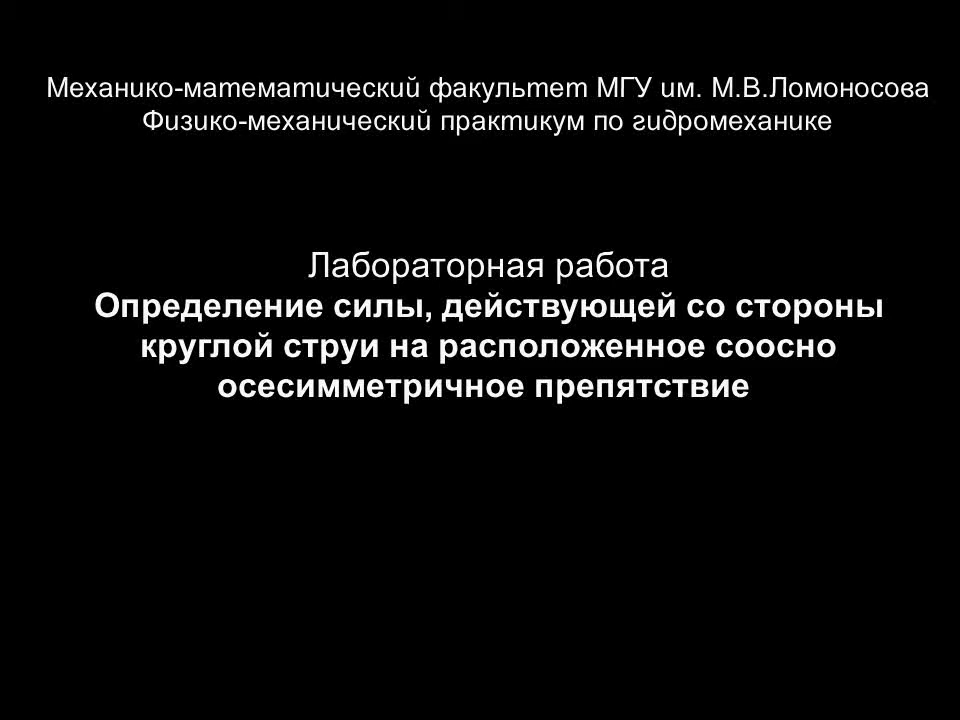 Механико-математический факультет МГУ им. М.В.Ломоносова
Физико-механический практикум по гидромеханике
Лабораторная работа
Определение силы, действующей со стороны
круглой струи на расположенное соосно
осесимметричное препятствие